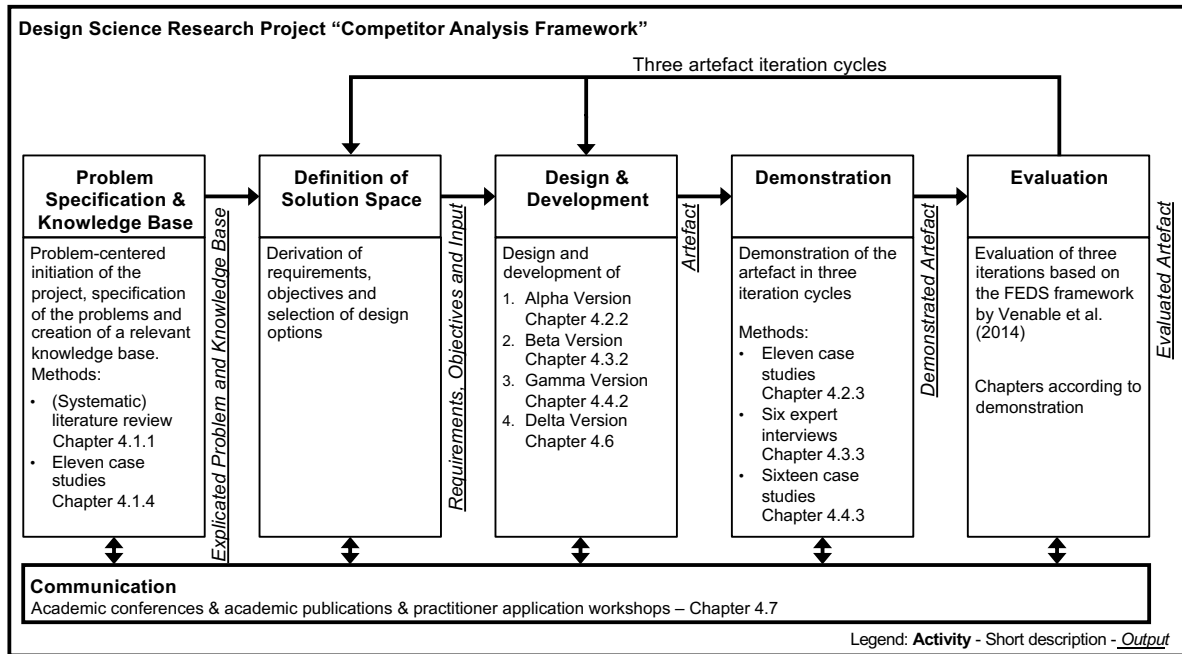 Design Science Research Project “Competitor Analysis Framework”
Three artefact iteration cycles
Problem
Specification &
Knowledge Base
Problem-centered
initiation of the
project, specification
of the problems and
creation of a relevant
knowledge base.
Methods:
• (Systematic)
literature review
Chapter 4.1.1
• Eleven case
studies
Chapter 4.1.4
Explicated Problem and Knowledge Base
Definition of
Solution Space
Derivation of
requirements,
objectives and
selection of design
options
Requirements, Objectives and Input
Design &
Development
Design and
development of
1. Alpha Version
Chapter 4.2.2
2. Beta Version
Chapter 4.3.2
3. Gamma Version
Chapter 4.4.2
4. Delta Version
Chapter 4.6
Artefact
Demonstration
Demonstration of the
artefact in three
iteration cycles
Methods:
• Eleven case
studies
Chapter 4.2.3
• Six expert
interviews
Chapter 4.3.3
• Sixteen case
studies
Chapter 4.4.3
Demonstrated Artefact
Evaluation
Evaluation of three
iterations based on
the FEDS framework
by Venable et al.
(2014)
Chapters according to
demonstration
Evaluated Artefact
Communication
Academic conferences & academic publications & practitioner application workshops – Chapter 4.7
Legend: Activity - Short description - Output